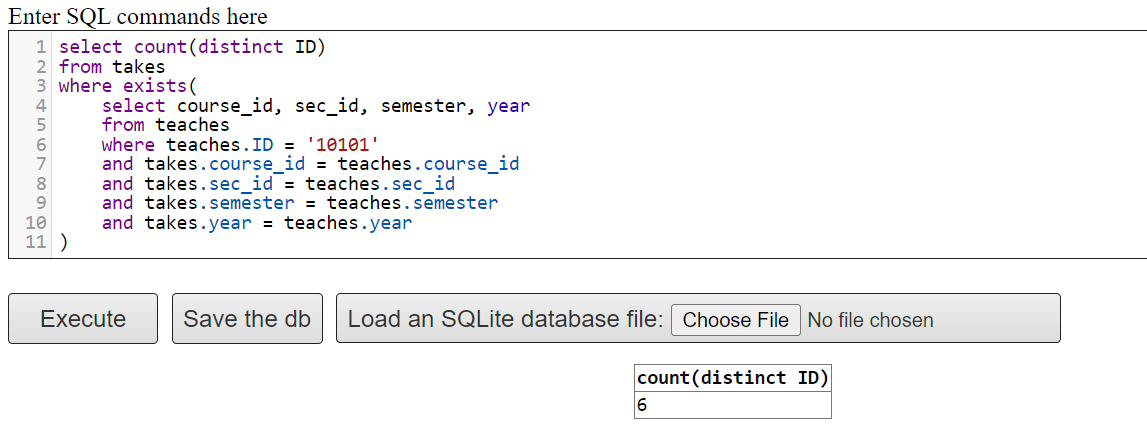 Enter SQL commands here
1 select count(distinct ID)
2 from takes
3 where exists(
4 select course_id, sec_id, semester, year
5 from teaches
6 where teaches.ID = '10101'
7 and takes.course_id = teaches.course_id
8 and takes.sec_id = teaches.sec_id
9 and takes.semester = teaches.semester
10 and takes.year = teaches.year
11 )
Execute Save the db Load an SQLite database file: Choose File No file chosen
count(distinct ID)
6